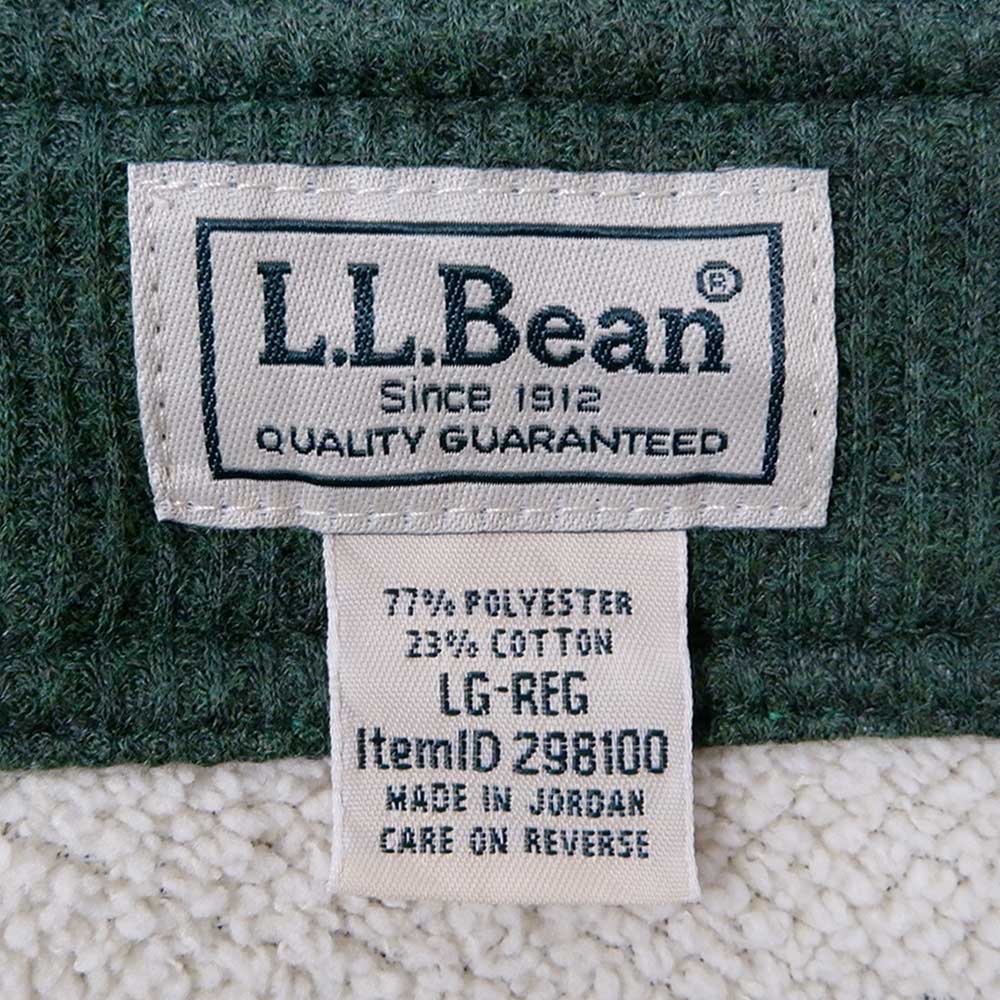 L.L.Bean®
Since 1912
QUALITY GUARANTEED
77% POLYESTER
23% COTTON
LG-REG
ItemID 298100
MADE IN JORDAN
CARE ON REVERSE